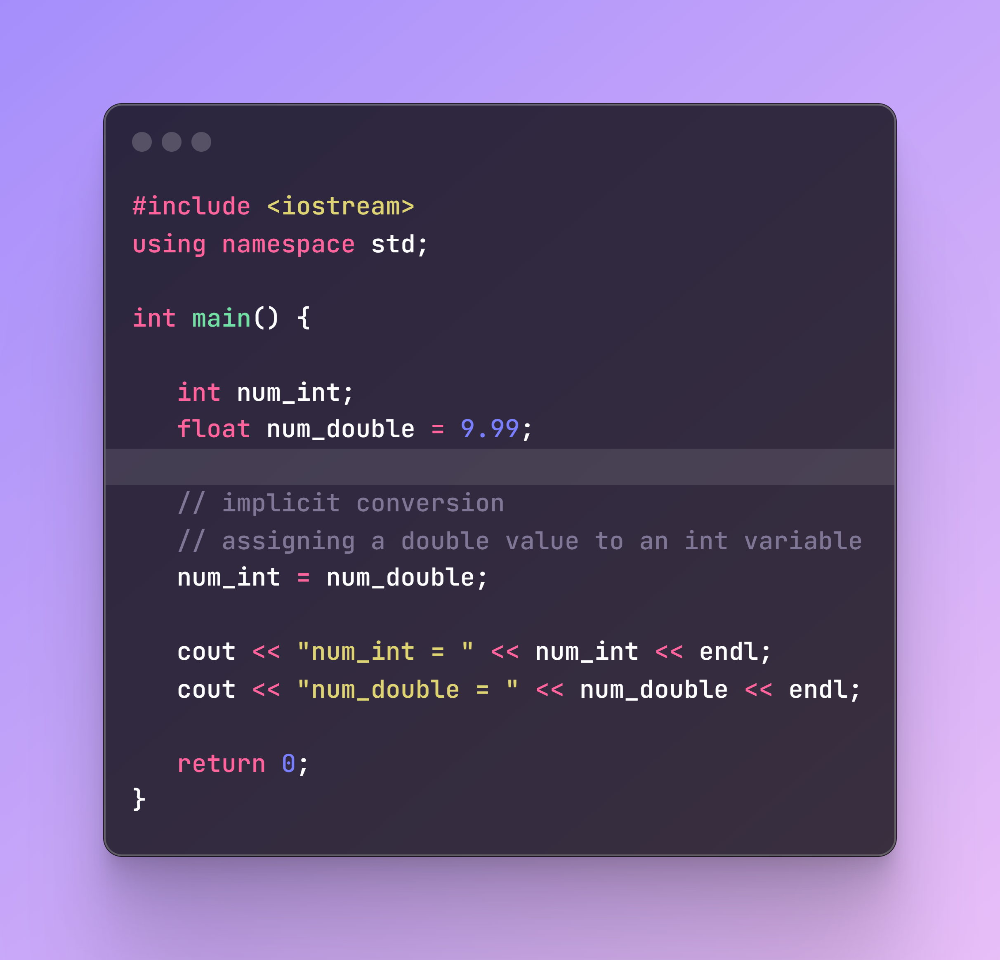 #include <iostream>
using namespace std;
int main() {
int num_int;
float num_double = 9.99;
// implicit conversion
// assigning a double value to an int variable
num_int = num_double;
cout << "num_int = " << num_int << endl;
cout << "num_double = " << num_double << endl;
return 0;
}